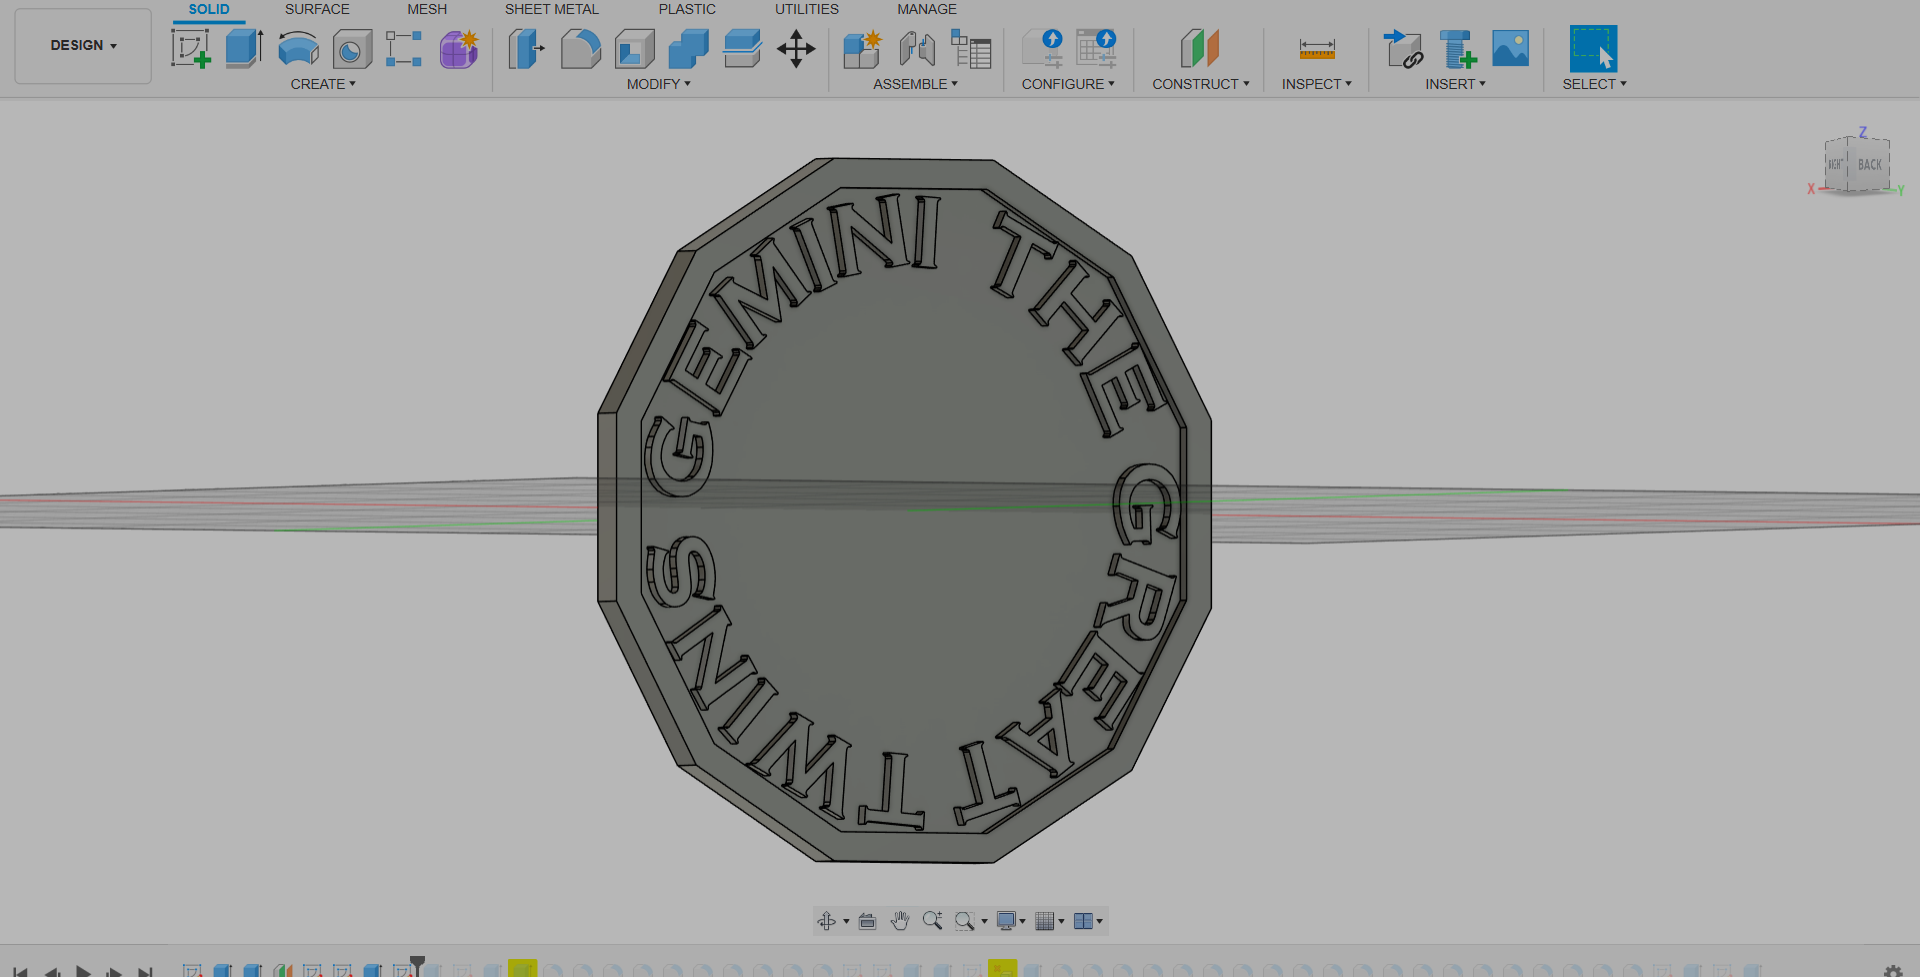 SOLID SURFACE MESH SHEET METAL PLASTIC UTILITIES MANAGE
DESIGN
CREATE MODIFY ASSEMBLE CONFIGURE CONSTRUCT INSPECT INSERT SELECT
Z
RIGHT BACK
X Y
GEMINI THE GREAT TWINS